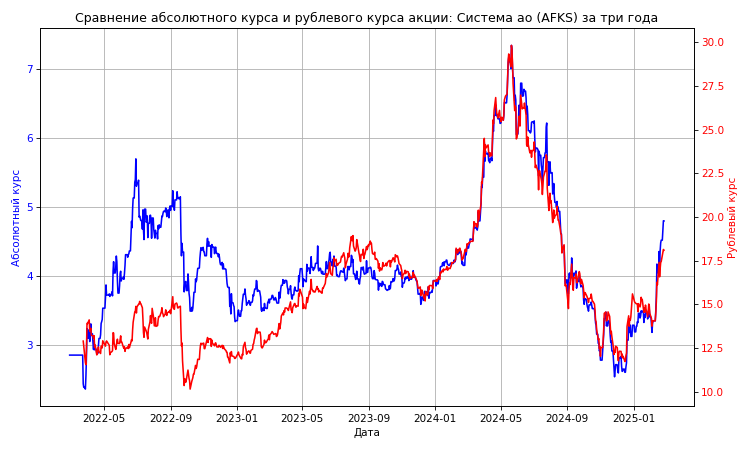 Сравнение абсолютного курса и рублевого курса акции: Система ао (AFKS) за три года
Абсолютный курс
7
6
5
4
3
30.0
27.5
25.0
22.5
20.0
17.5
15.0
12.5
10.0
Рублевый курс
2022-05 2022-09 2023-01 2023-05 2023-09 2024-01 2024-05 2024-09 2025-01
Дата